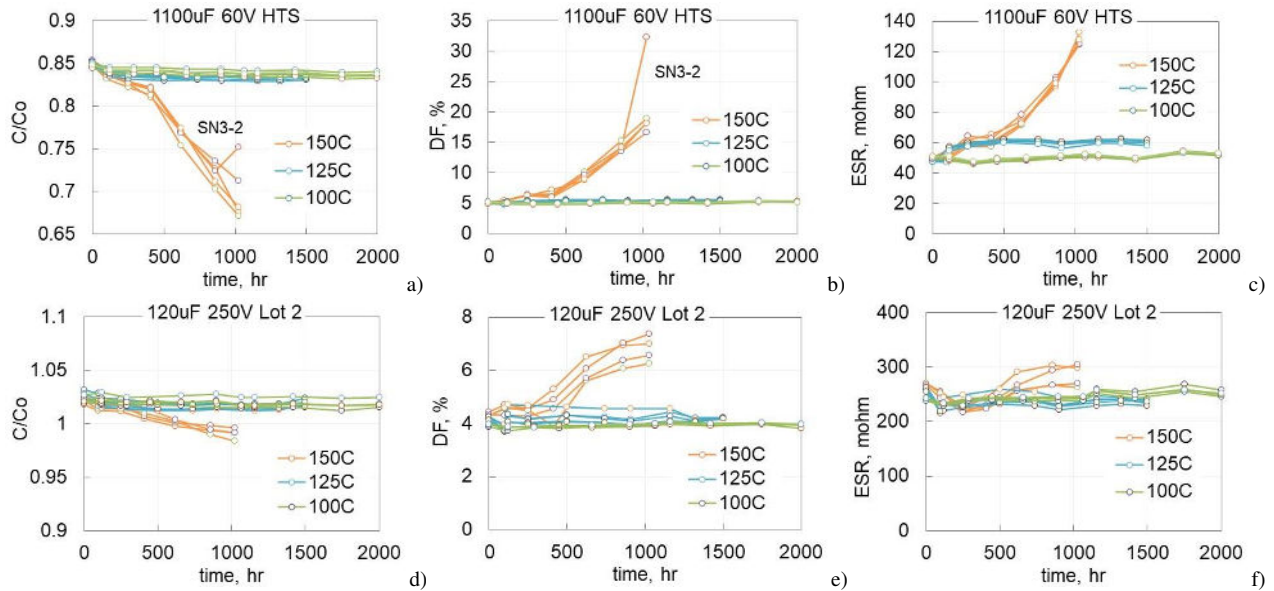 1100uF 60V HTS
0.9
0.85
0.8
0.75
0.7
0.65
C/Co
SN3-2
150C
125C
100C
0 500 1000 1500 2000
time, hr
a)
1100uF 60V HTS
35
30
25
20
15
10
5
0
DF, %
SN3-2
150C
125C
100C
0 500 1000 1500 2000
time, hr
b)
1100uF 60V HTS
140
120
100
80
60
40
20
0
ESR, mohm
150C
125C
100C
0 500 1000 1500 2000
time, hr
c)
120uF 250V Lot 2
1.1
1.05
1
0.95
0.9
C/Co
150C
125C
100C
0 500 1000 1500 2000
time, hr
d)
120uF 250V Lot 2
8
6
4
2
0
DF, %
150C
125C
100C
0 500 1000 1500 2000
time, hr
e)
120uF 250V Lot 2
400
300
200
100
0
ESR, mohm
150C
125C
100C
0 500 1000 1500 2000
time, hr
f)